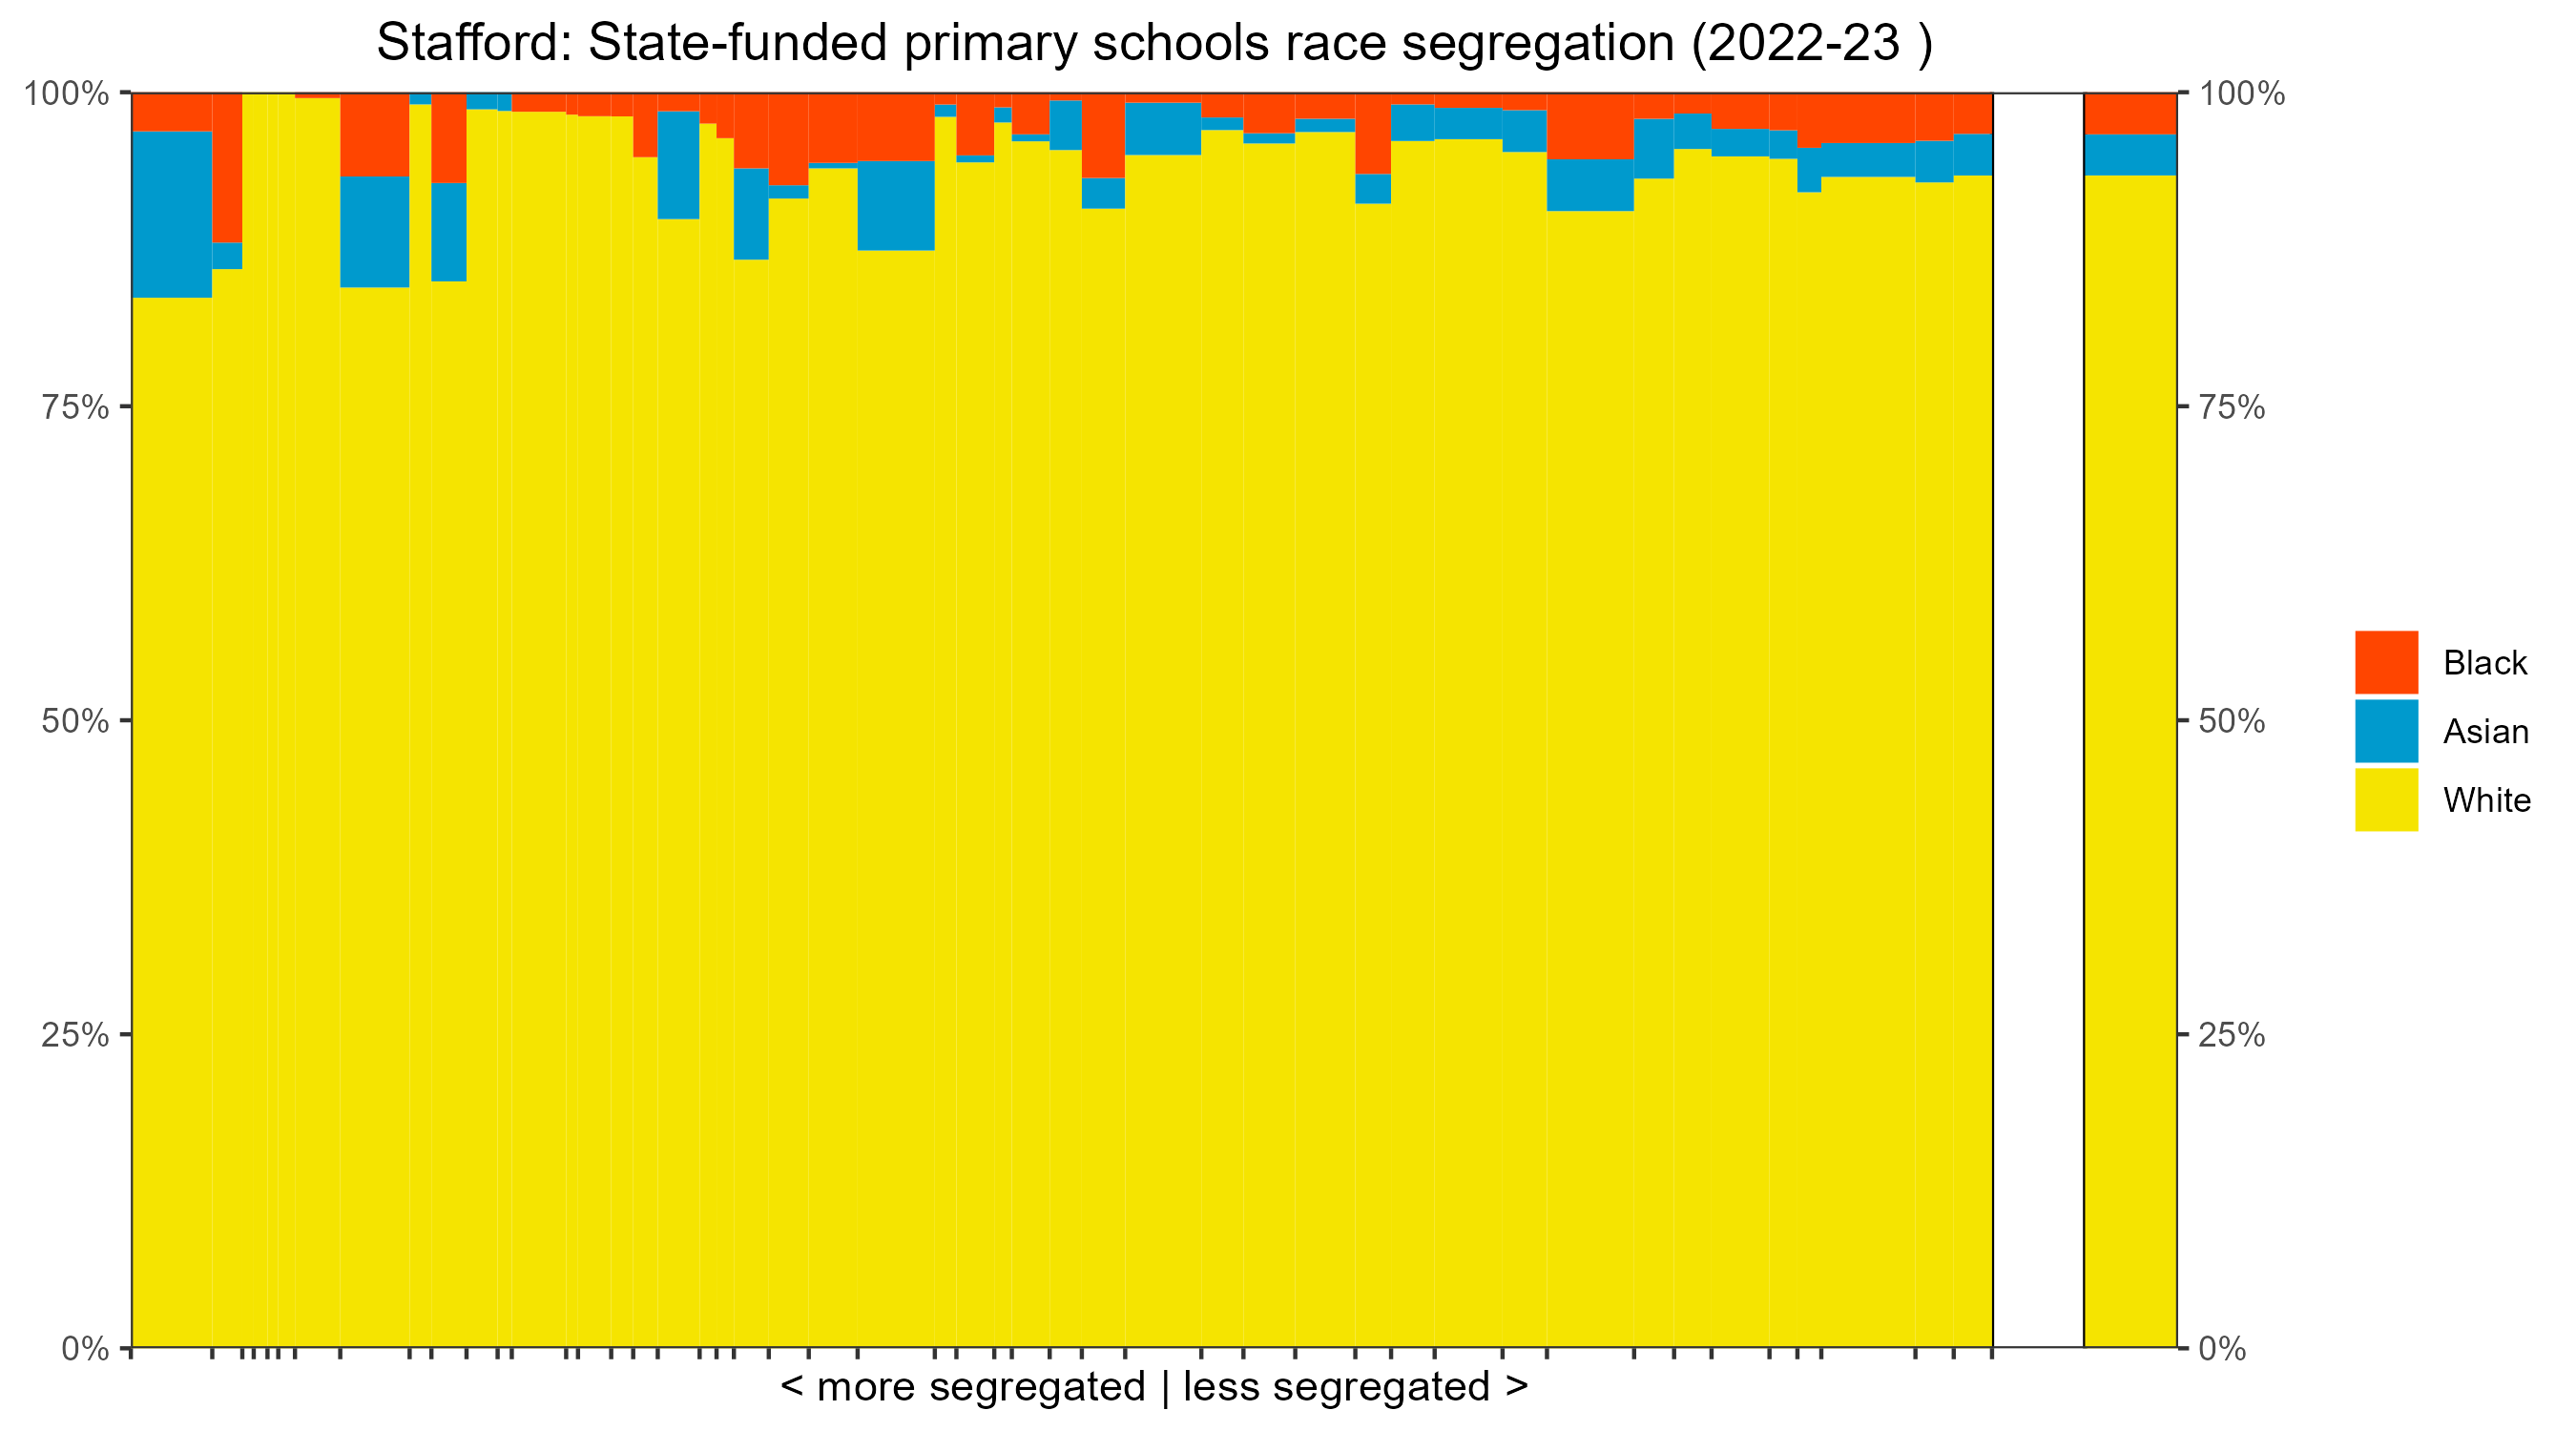 Stafford: State-funded primary schools race segregation (2022-23 )
100%
75%
50%
25%
0%
100%
75%
50%
25%
0%
Black
Asian
White
< more segregated | less segregated >